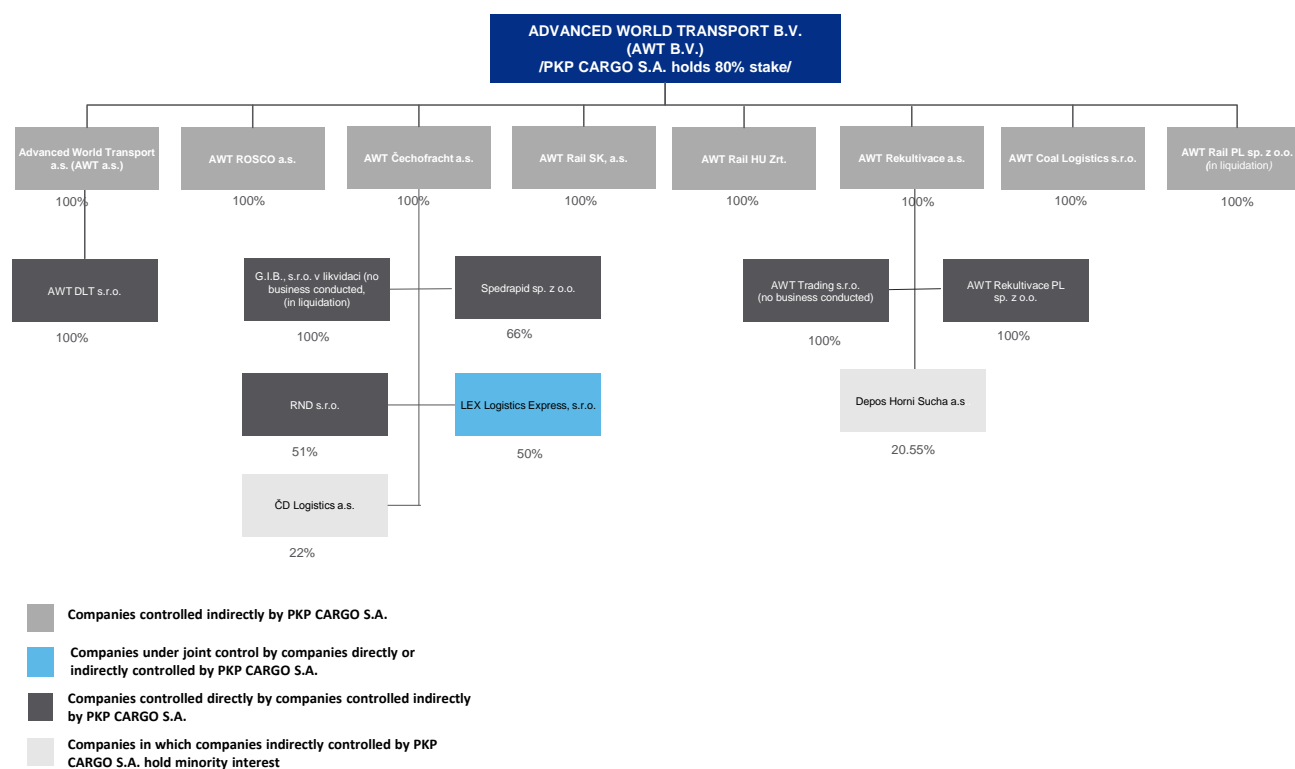 ADVANCED WORLD TRANSPORT B.V.
(AWT B.V.)
/PKP CARGO S.A. holds 80% stake/
Advanced World Transport
a.s. (AWT a.s.)
AWT ROSCO a.s.
AWT Čechofracht a.s.
AWT Rail SK, a.s.
AWT Rail HU Zrt.
AWT Rekultivace a.s.
AWT Coal Logistics s.r.o.
AWT Rail PL sp. z o.o.
(in liquidation)
100%
100%
100%
100%
100%
100%
100%
100%
AWT DLT s.r.o.
100%
G.I.B., s.r.o. v likvidaci (no
business conducted,
(in liquidation)
100%
Spedrapid sp. z o.o.
66%
AWT Trading s.r.o.
(no business conducted)
100%
AWT Rekultivace PL
sp. z o.o.
100%
RND s.r.o.
51%
LEX Logistics Express, s.r.o.
50%
Depos Horni Sucha a.s
20.55%
ČD Logistics a.s.
22%
Companies controlled indirectly by PKP CARGO S.A.
Companies under joint control by companies directly or
indirectly controlled by PKP CARGO S.A.
Companies controlled directly by companies controlled indirectly
by PKP CARGO S.A.
Companies in which companies indirectly controlled by PKP
CARGO S.A. hold minority interest